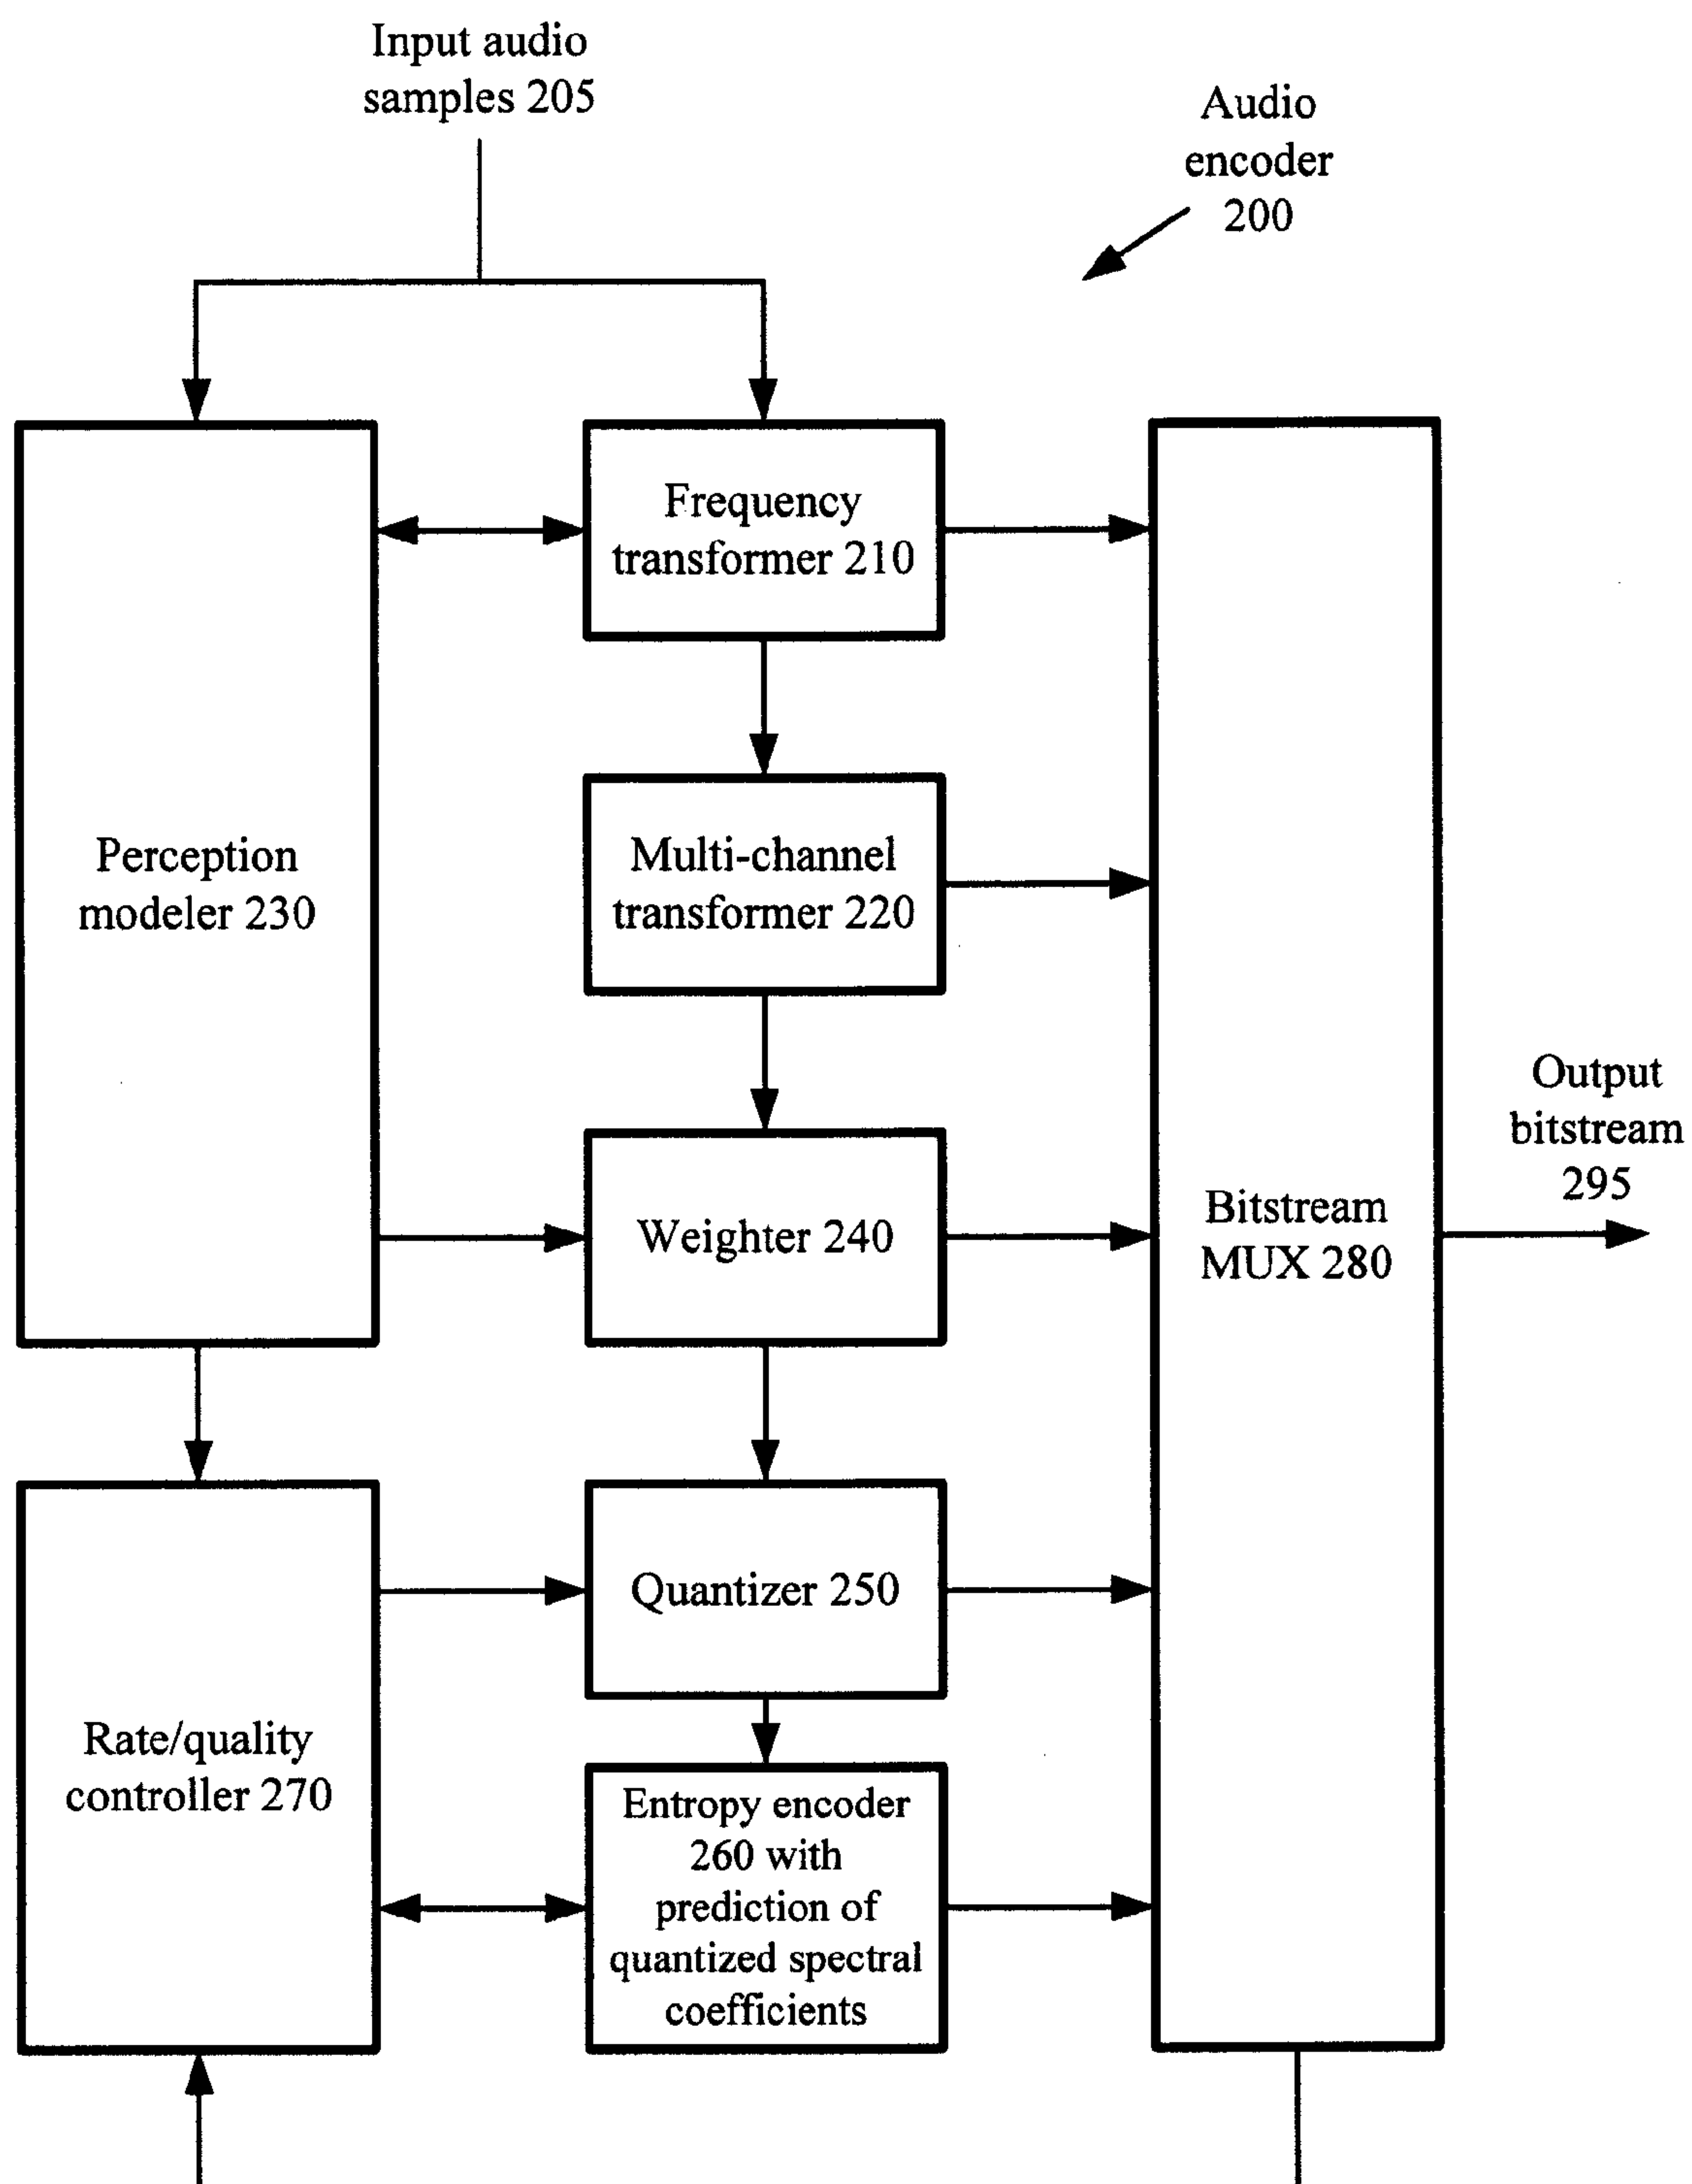 Input audio
samples 205
Audio
encoder
200
Frequency
transformer 210
Perception
modeler 230
Multi-channel
transformer 220
Output
bitstream
295
Weighter 240
Bitstream
MUX 280
Quantizer 250
Rate/quality
controller 270
Entropy encoder
260 with
prediction of
quantized spectral
coefficients